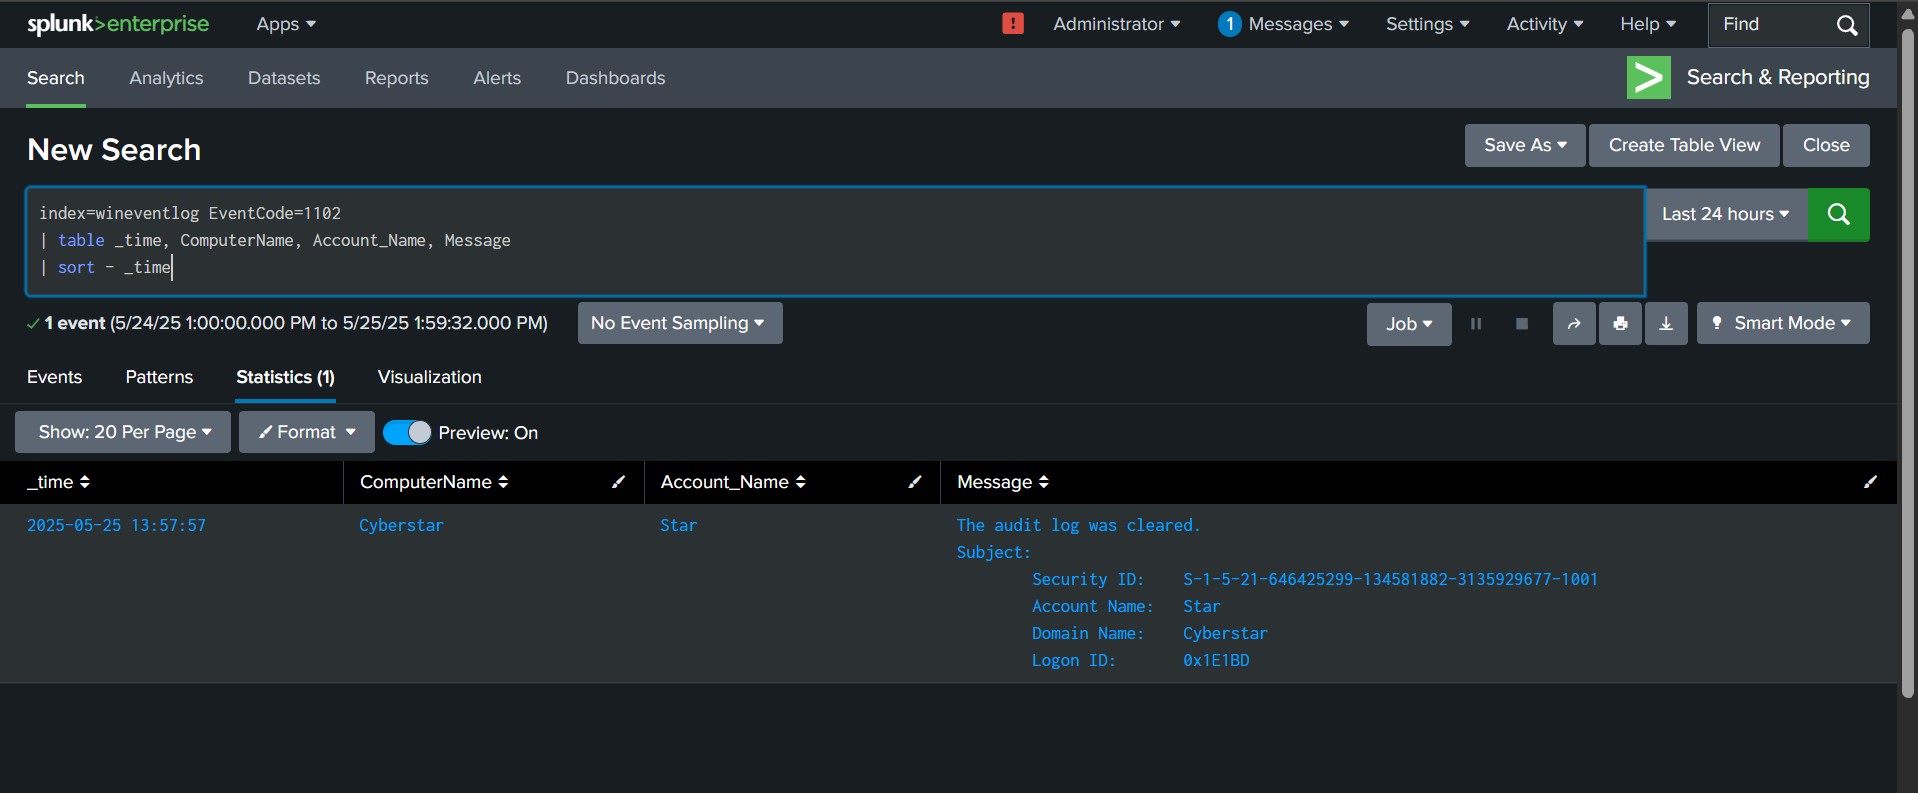 splunk>enterprise Apps ! Administrator 1 Messages Settings Activity Help Find
Search Analytics Datasets Reports Alerts Dashboards > Search & Reporting
New Search Save As Create Table View Close
index=wineventlog EventCode=1102
| table _time, ComputerName, Account_Name, Message
| sort - _time
Last 24 hours
✓ 1 event (5/24/25 1:00:00.000 PM to 5/25/25 1:59:32.000 PM) No Event Sampling Job Smart Mode
Events Patterns Statistics (1) Visualization
Show: 20 Per Page Format Preview: On
_time ComputerName Account_Name Message
2025-05-25 13:57:57 Cyberstar Star The audit log was cleared.
Subject:
Security ID: S-1-5-21-646425299-134581882-3135929677-1001
Account Name: Star
Domain Name: Cyberstar
Logon ID: 0x1E1BD